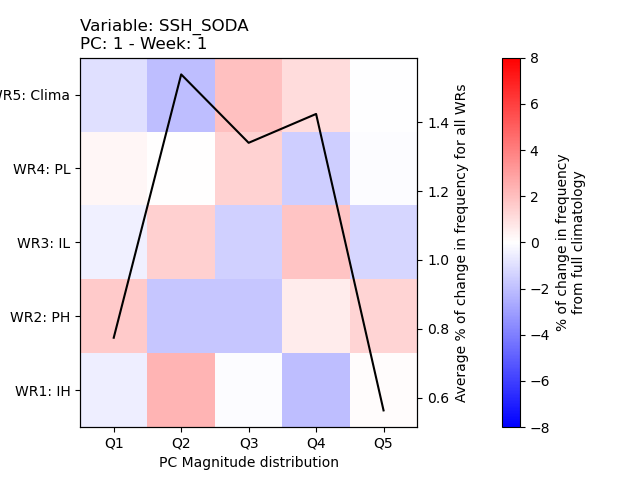 Variable: SSH_SODA
PC: 1 - Week: 1
WR5: Clima
WR4: PL
WR3: IL
WR2: PH
WR1: IH
Q1 Q2 Q3 Q4 Q5
PC Magnitude distribution
1.4
1.2
1.0
0.8
0.6
Average % of change in frequency for all WRs
8
6
4
2
0
−2
−4
−6
−8
% of change in frequency
from full climatology